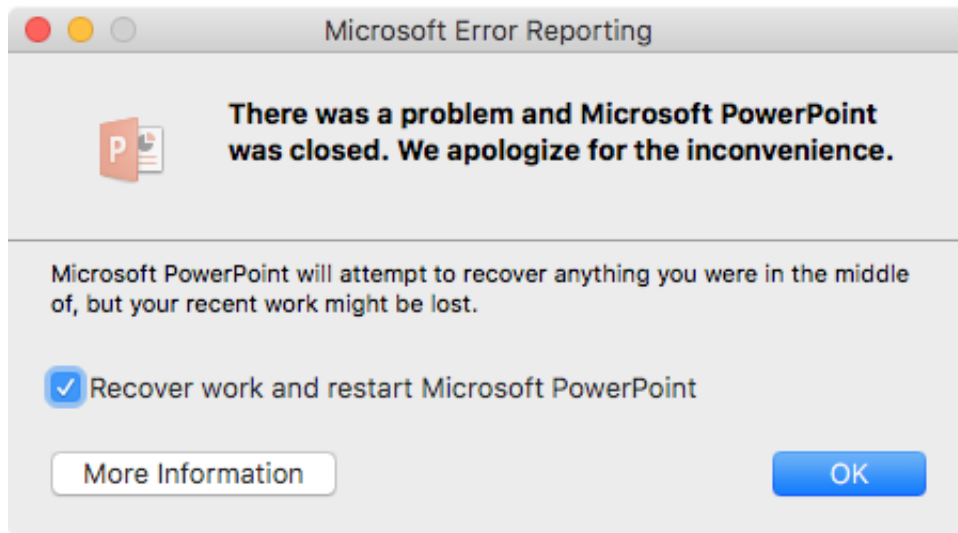 Microsoft Error Reporting
There was a problem and Microsoft PowerPoint
was closed. We apologize for the inconvenience.
P
Microsoft PowerPoint will attempt to recover anything you were in the middle
of, but your recent work might be lost.
Recover work and restart Microsoft PowerPoint
More Information
OK